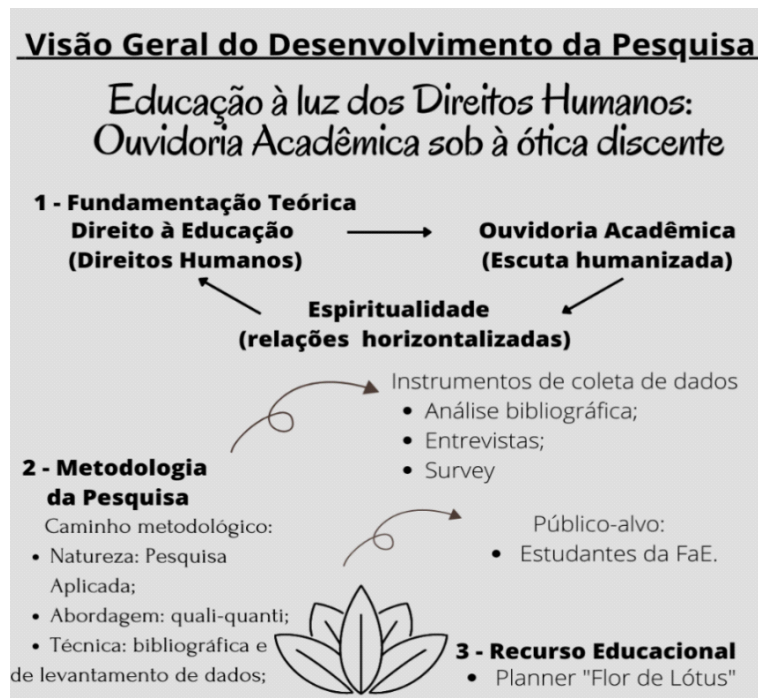 Visão Geral do Desenvolvimento da Pesquisa
Educação à luz dos Direitos Humanos:
Ouvidoria Acadêmica sob à ótica discente
1 - Fundamentação Teórica
Direito à Educação
(Direitos Humanos)
Ouvidoria Acadêmica
(Escuta humanizada)
Espiritualidade
(relações horizontalizadas)
Instrumentos de coleta de dados
• Análise bibliográfica;
• Entrevistas;
• Survey
2 - Metodologia
da Pesquisa
Caminho metodológico:
• Natureza: Pesquisa
Aplicada;
• Abordagem: quali-quanti;
• Técnica: bibliográfica e
de levantamento de dados;
Público-alvo:
• Estudantes da FaE.
3 - Recurso Educacional
• Planner "Flor de Lótus"